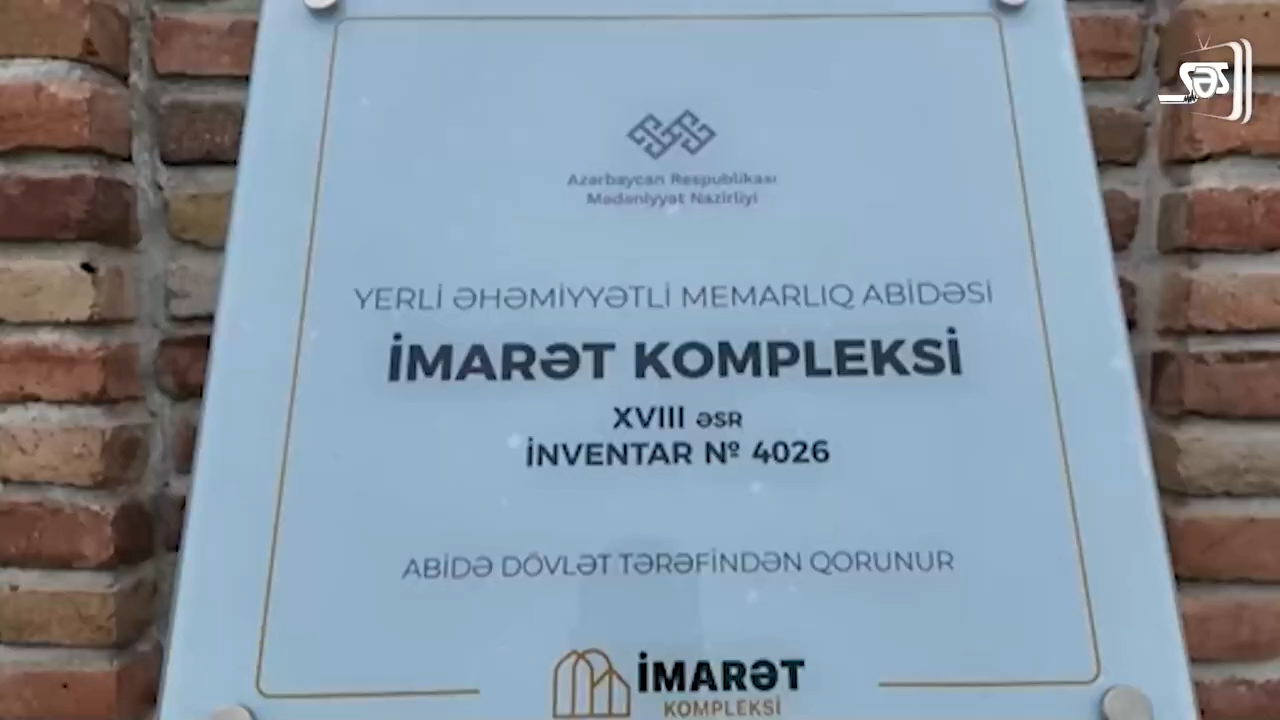 səs
Azərbaycan Respublikası
Mədəniyyət Nazirliyi
YERLİ ƏHƏMİYYƏTLİ MEMARLIQ ABİDƏSİ
İMARƏT KOMPLEKSİ
XVIII ƏSR
İNVENTAR № 4026
ABİDƏ DÖVLƏT TƏRƏFİNDƏN QORUNUR
İMARƏT
KOMPLEKSİ